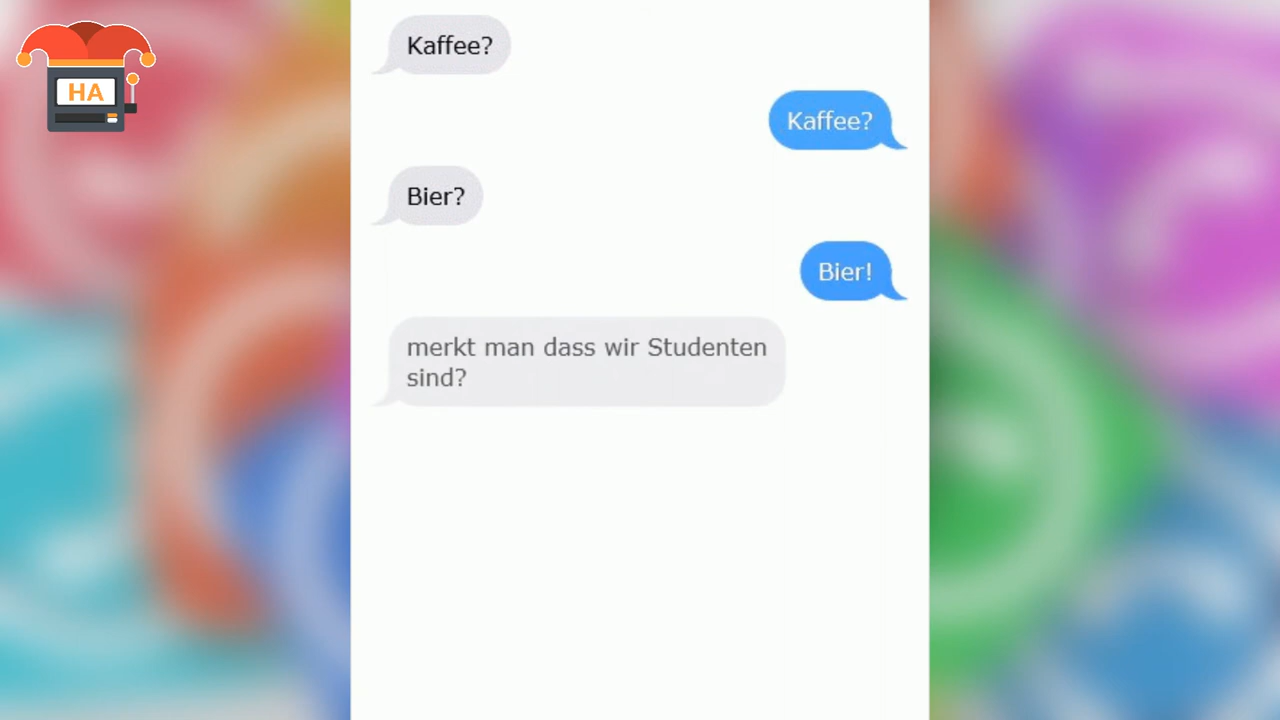 HA
Kaffee?
Kaffee?
Bier?
Bier!
merkt man dass wir Studenten
sind?